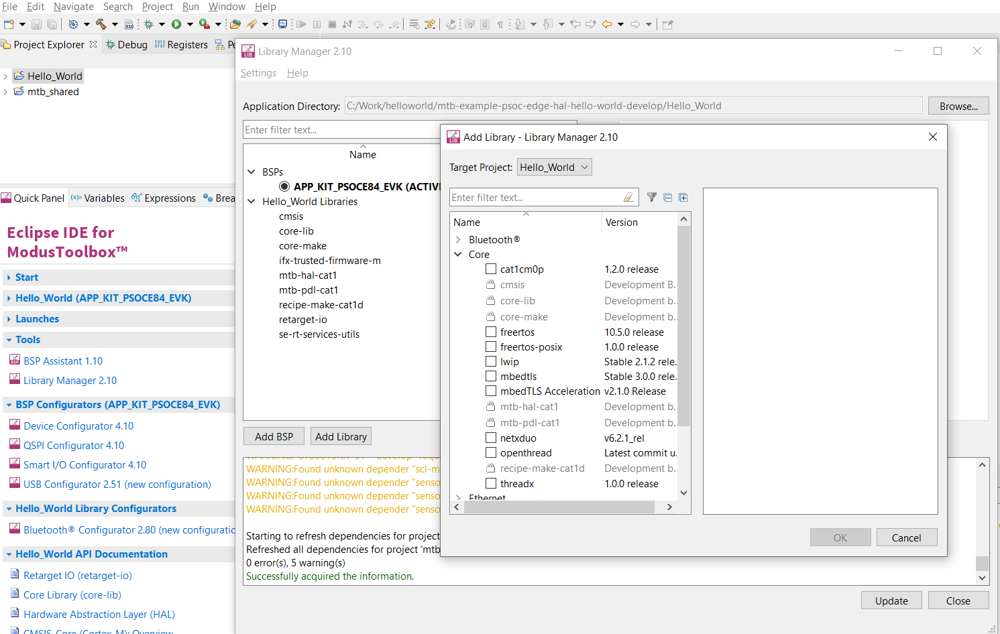 File Edit Navigate Search Project Run Window Help
Project Explorer Debug Registers Pe
Hello_World
mtb_shared
Quick Panel (x)= Variables Expressions Brea
Eclipse IDE for
ModusToolbox™
Start
Hello_World (APP_KIT_PSOCE84_EVK)
Launches
Tools
BSP Assistant 1.10
Library Manager 2.10
BSP Configurators (APP_KIT_PSOCE84_EVK)
Device Configurator 4.10
QSPI Configurator 4.10
Smart I/O Configurator 4.10
USB Configurator 2.51 (new configuration)
Hello_World Library Configurators
Bluetooth® Configurator 2.80 (new configuratio
Hello_World API Documentation
Retarget IO (retarget-io)
Core Library (core-lib)
Hardware Abstraction Layer (HAL)
CMSIS-Core (Cortex-M): Overview
Library Manager 2.10
Settings Help
Application Directory: C:/Work/helloworld/mtb-example-psoc-edge-hal-hello-world-develop/Hello_World Browse...
Enter filter text...
Name
BSPs
APP_KIT_PSOCE84_EVK (ACTIV
Hello_World Libraries
cmsis
core-lib
core-make
ifx-trusted-firmware-m
mtb-hal-cat1
mtb-pdl-cat1
recipe-make-cat1d
retarget-io
se-rt-services-utils
Add BSP Add Library
WARNING:Found unknown depender "scl-m
WARNING:Found unknown depender "senso
WARNING:Found unknown depender "senso
WARNING:Found unknown depender "senso
Starting to refresh dependencies for project
Refreshed all dependencies for project 'mtb
0 error(s), 5 warning(s)
Successfully acquired the information.
Update Close
Add Library - Library Manager 2.10
Target Project: Hello_World
Enter filter text...
Name Version
Bluetooth®
Core
cat1cm0p 1.2.0 release
cmsis Development B...
core-lib Development b...
core-make Development b...
freertos 10.5.0 release
freertos-posix 1.0.0 release
lwip Stable 2.1.2 rele...
mbedtls Stable 3.0.0 rele...
mbedTLS Acceleration v2.1.0 Release
mtb-hal-cat1 Development b...
mtb-pdl-cat1 Development b...
netxduo v6.2.1_rel
openthread Latest commit u...
recipe-make-cat1d Development b...
threadx 1.0.0 release
Ethernet
OK Cancel